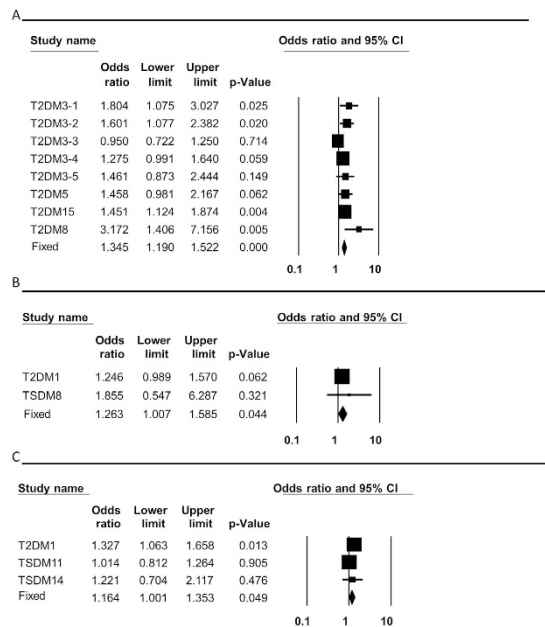 A
Study name Odds ratio and 95% CI
Odds Lower Upper
ratio limit limit p-Value
T2DM3-1 1.804 1.075 3.027 0.025
T2DM3-2 1.601 1.077 2.382 0.020
T2DM3-3 0.950 0.722 1.250 0.714
T2DM3-4 1.275 0.991 1.640 0.059
T2DM3-5 1.461 0.873 2.444 0.149
T2DM5 1.458 0.981 2.167 0.062
T2DM15 1.451 1.124 1.874 0.004
T2DM8 3.172 1.406 7.156 0.005
Fixed 1.345 1.190 1.522 0.000
0.1 1 10
B
Study name Odds ratio and 95% CI
Odds Lower Upper
ratio limit limit p-Value
T2DM1 1.246 0.989 1.570 0.062
TSDM8 1.855 0.547 6.287 0.321
Fixed 1.263 1.007 1.585 0.044
0.1 1 10
C
Study name Odds ratio and 95% CI
Odds Lower Upper
ratio limit limit p-Value
T2DM1 1.327 1.063 1.658 0.013
TSDM11 1.014 0.812 1.264 0.905
TSDM14 1.221 0.704 2.117 0.476
Fixed 1.164 1.001 1.353 0.049
0.1 1 10